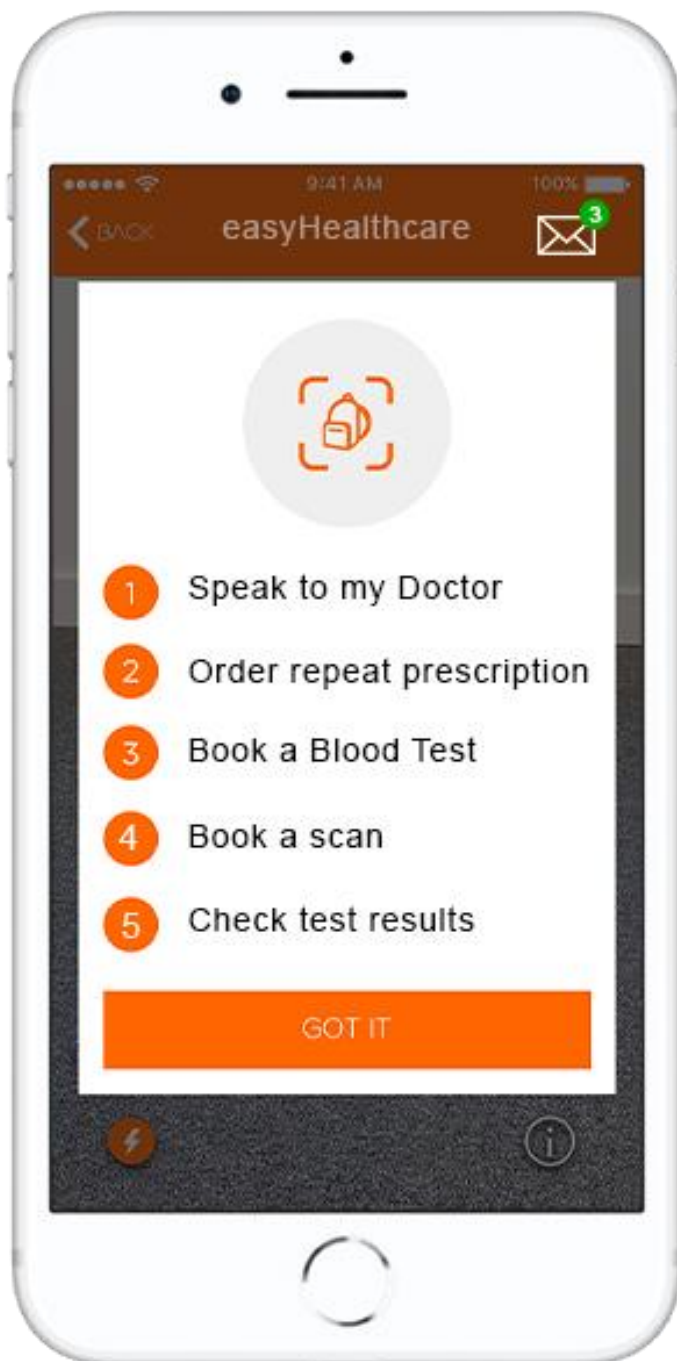 9:41 AM
100%
BACK
easyHealthcare
3
1 Speak to my Doctor
2 Order repeat prescription
3 Book a Blood Test
4 Book a scan
5 Check test results
GOT IT
i